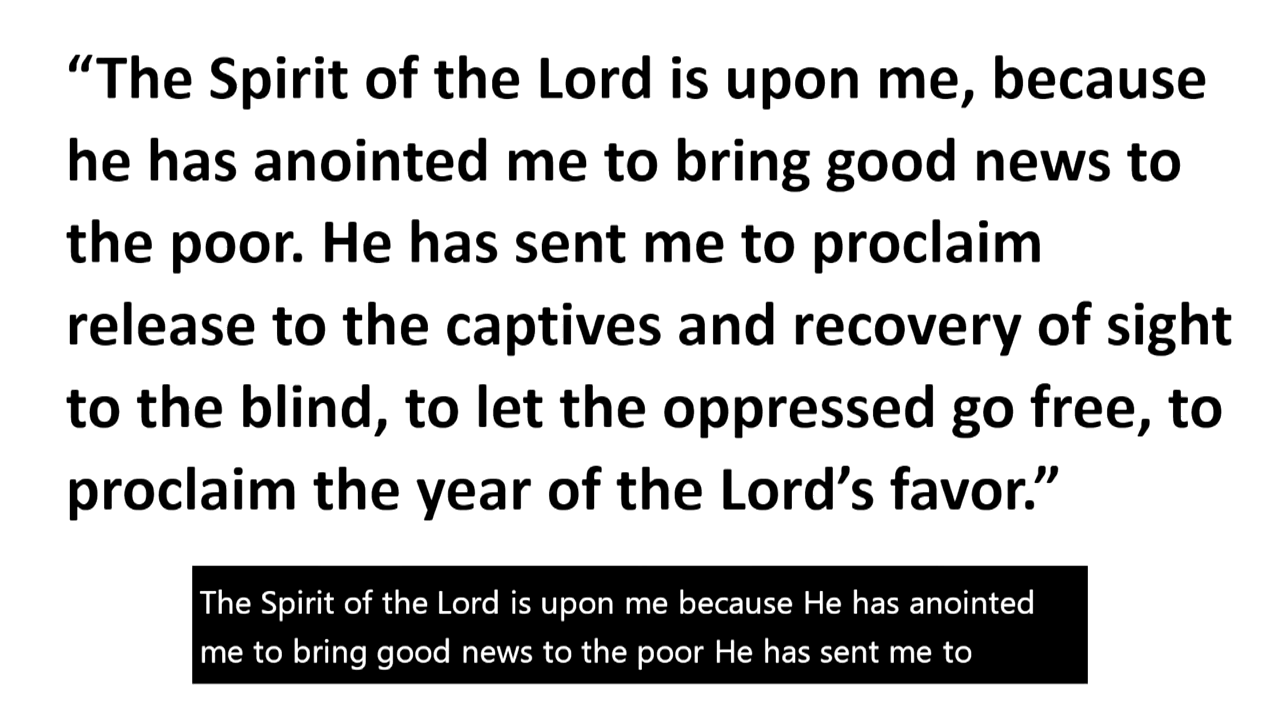 “The Spirit of the Lord is upon me, because
he has anointed me to bring good news to
the poor. He has sent me to proclaim
release to the captives and recovery of sight
to the blind, to let the oppressed go free, to
proclaim the year of the Lord’s favor.”
The Spirit of the Lord is upon me because He has anointed
me to bring good news to the poor He has sent me to